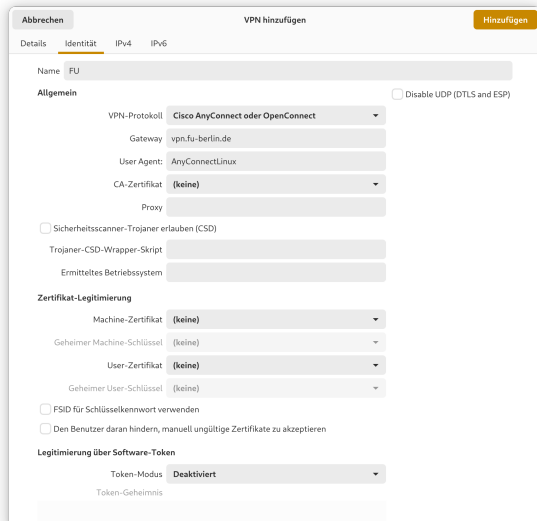 Abbrechen VPN hinzufügen Hinzufügen
Details Identität IPv4 IPv6
Name FU
Allgemein Disable UDP (DTLS and ESP)
VPN-Protokoll Cisco AnyConnect oder OpenConnect
Gateway vpn.fu-berlin.de
User Agent: AnyConnectLinux
CA-Zertifikat (keine)
Proxy
Sicherheitsscanner-Trojaner erlauben (CSD)
Trojaner-CSD-Wrapper-Skript
Ermitteltes Betriebssystem
Zertifikat-Legitimierung
Machine-Zertifikat (keine)
Geheimer Machine-Schlüssel (keine)
User-Zertifikat (keine)
Geheimer User-Schlüssel (keine)
FSID für Schlüsselkennwort verwenden
Den Benutzer daran hindern, manuell ungültige Zertifikate zu akzeptieren
Legitimierung über Software-Token
Token-Modus Deaktiviert
Token-Geheimnis